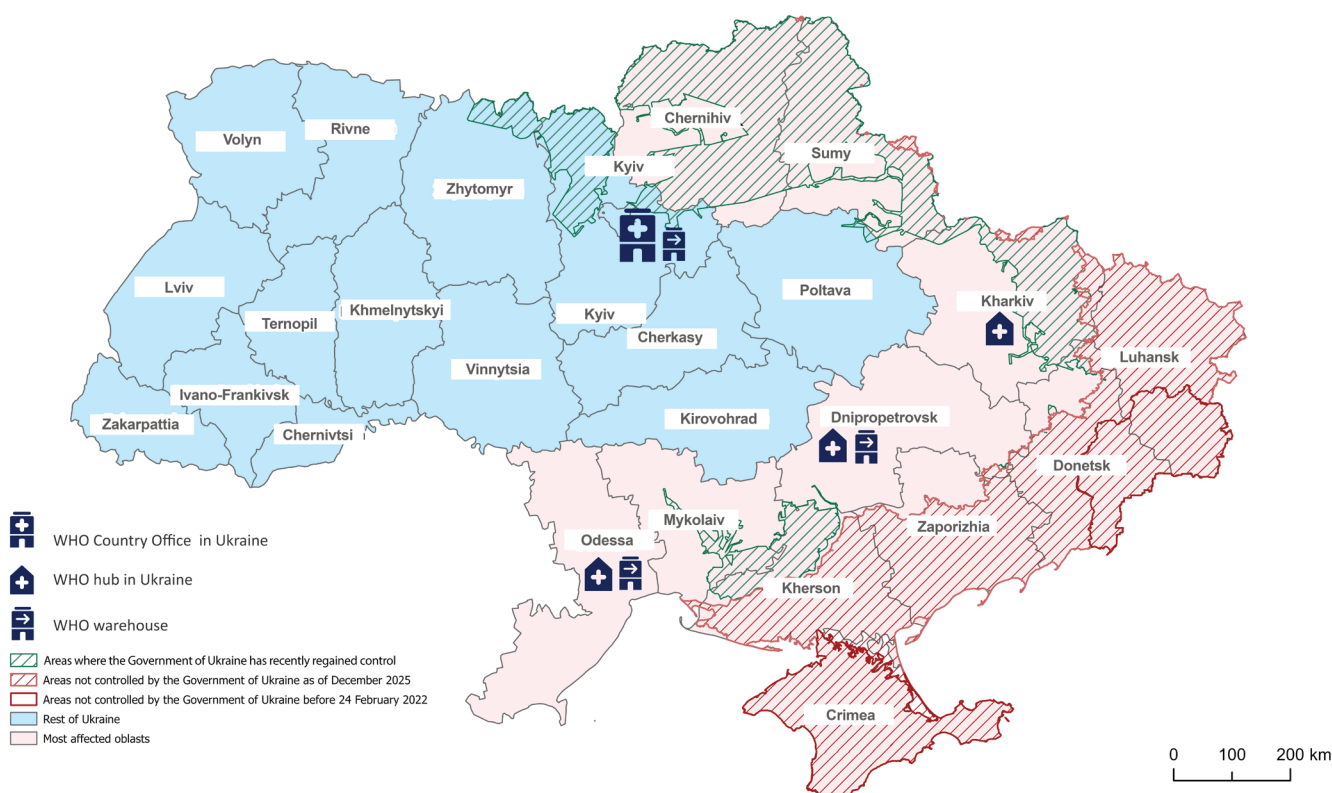 Chernihiv
Rivne
Volyn
Sumy
Kyiv
Zhytomyr
Lviv
Poltava
Kharkiv
Khmelnytskyi
Kyiv
Ternopil
Cherkasy
Luhansk
Vinnytsia
Ivano-Frankivsk
Kirovohrad
Dnipropetrovsk
Zakarpattia
Chernivtsi
Donetsk
Mykolaiv
Zaporizhia
Odessa
Kherson
Crimea
WHO Country Office in Ukraine
WHO hub in Ukraine
WHO warehouse
Areas where the Government of Ukraine has recently regained control
Areas not controlled by the Government of Ukraine as of December 2025
Areas not controlled by the Government of Ukraine before 24 February 2022
Rest of Ukraine
Most affected oblasts
0 100 200 km